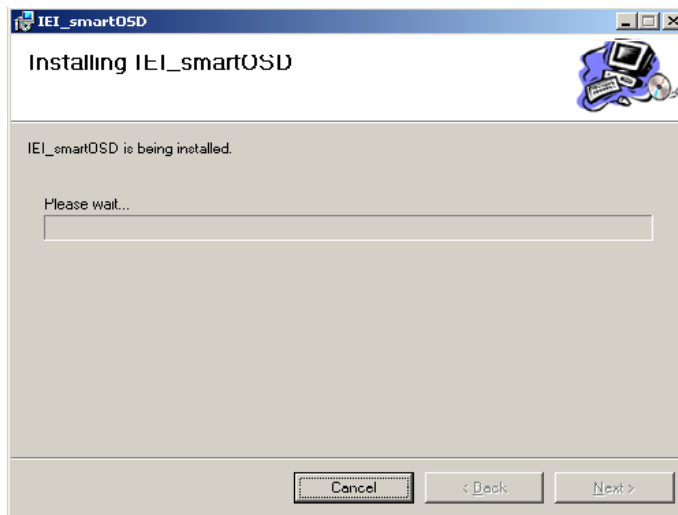 IEI_smartOSD
Installing IEI_smartOSD
IEI_smartOSD is being installed.
Please wait...
Cancel
< Back
Next >